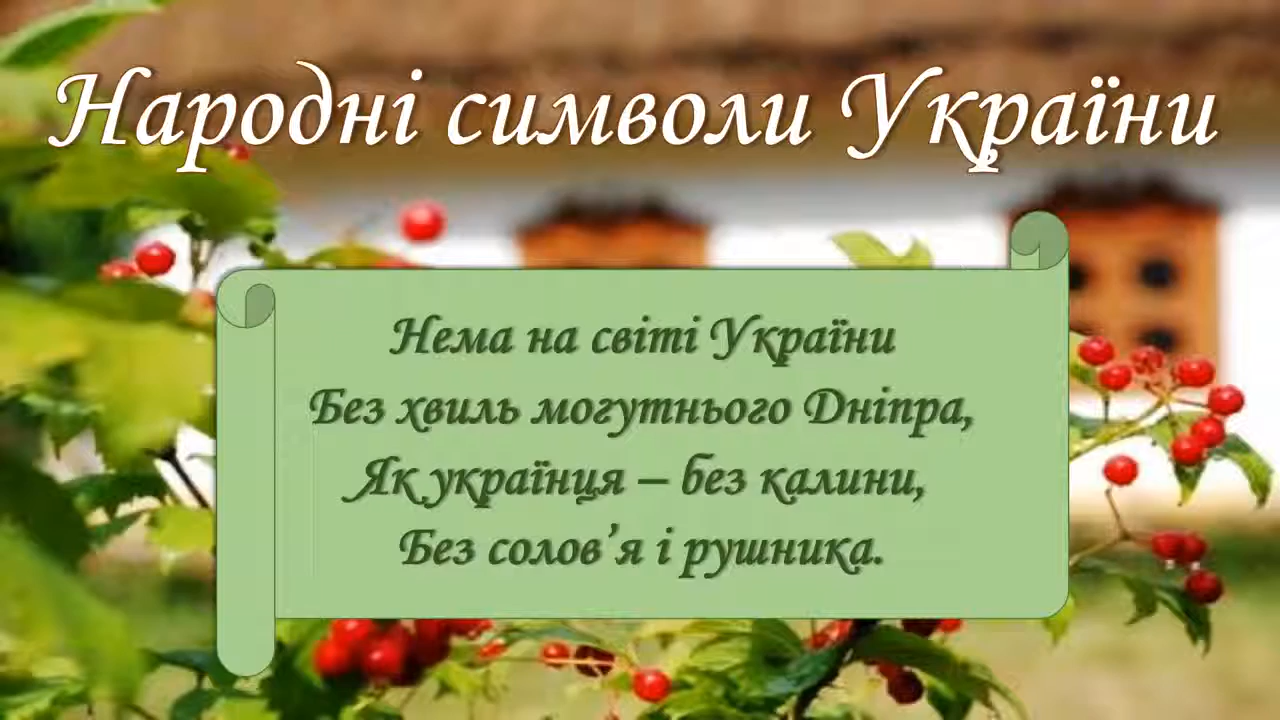 Народні символи України
Нема на світі України
Без хвиль могутнього Дніпра,
Як українця – без калини,
Без солов’я і рушника.